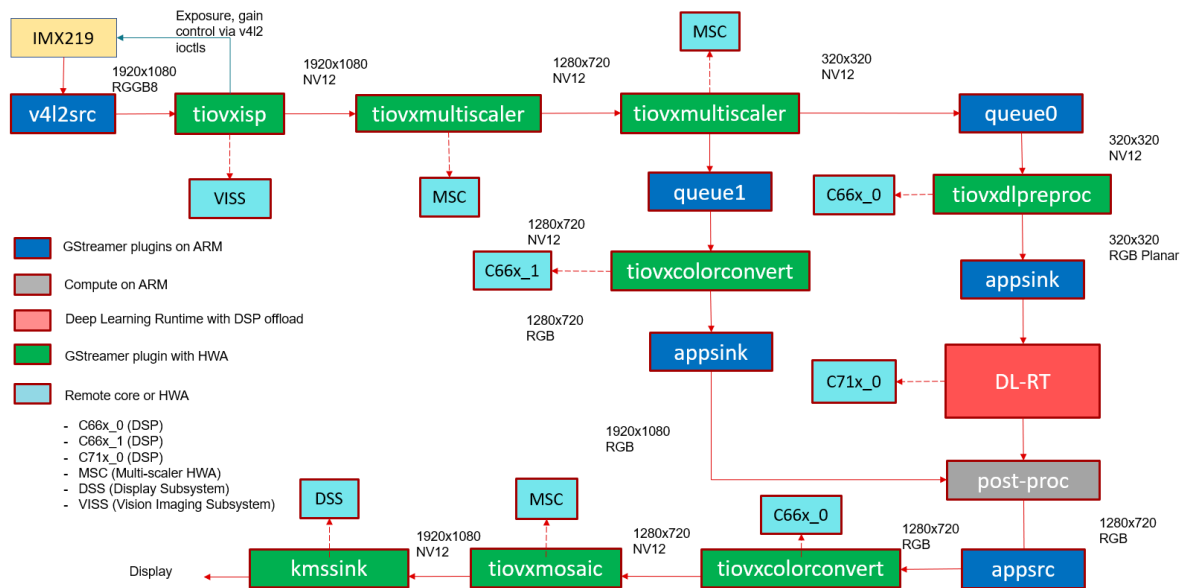 Exposure, gain
control via v4l2
ioctls
IMX219
MSC
1920x1080
RGGB8
1920x1080
NV12
1280x720
NV12
320x320
NV12
v4l2src
tiovxisp
tiovxmultiscaler
tiovxmultiscaler
queue0
320x320
NV12
VISS
MSC
queue1
C66x_0
tiovxdlpreproc
1280x720
NV12
320x320
RGB Planar
GStreamer plugins on ARM
C66x_1
tiovxcolorconvert
appsink
Compute on ARM
1280x720
RGB
Deep Learning Runtime with DSP offload
appsink
GStreamer plugin with HWA
C71x_0
DL-RT
Remote core or HWA
- C66x_0 (DSP)
- C66x_1 (DSP)
- C71x_0 (DSP)
- MSC (Multi-scaler HWA)
- DSS (Display Subsystem)
- VISS (Vision Imaging Subsystem)
1920x1080
RGB
post-proc
DSS
MSC
C66x_0
1920x1080
NV12
1280x720
NV12
1280x720
RGB
1280x720
RGB
Display
kmssink
tiovxmosaic
tiovxcolorconvert
appsrc